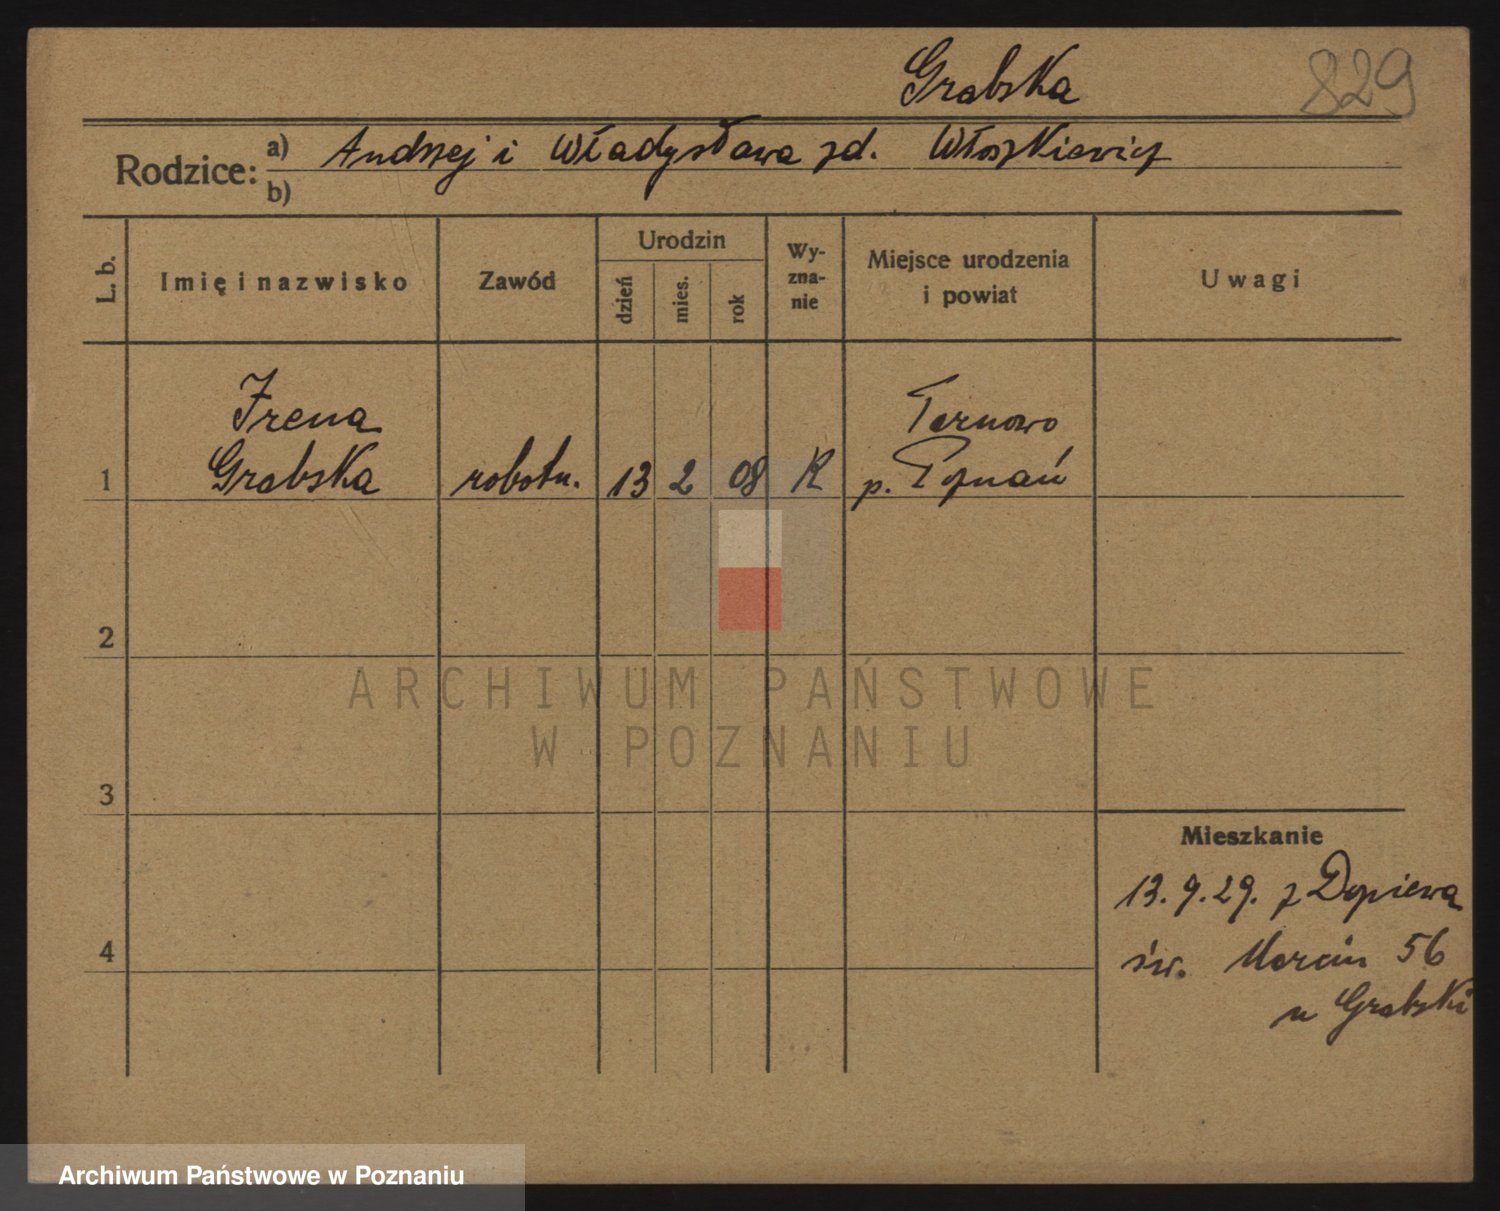 Grabska
829
Rodzice:
a) Andrzej i Władysława zd. Włoszkiewicz
b)
L. b.
Imię i nazwisko
Zawód
Urodzin
dzień
mies.
rok
Wy-
zna-
nie
Miejsce urodzenia
i powiat
Uwagi
Irena
Grabska
1
robotn.
13
2
08
K
Tarnowo
p. Poznań
2
3
4
Mieszkanie
13.9.29. z Dopiewa
św. Marcin 56
u Grabski
ARCHIWUM PAŃSTWOWE
W POZNANIU
Archiwum Państwowe w Poznaniu